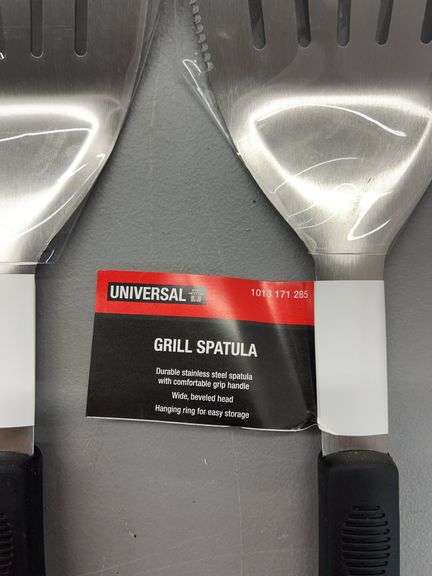 UNIVERSAL
1013 171 285
GRILL SPATULA
Durable stainless steel spatula
with comfortable grip handle
Wide, beveled head
Hanging ring for easy storage